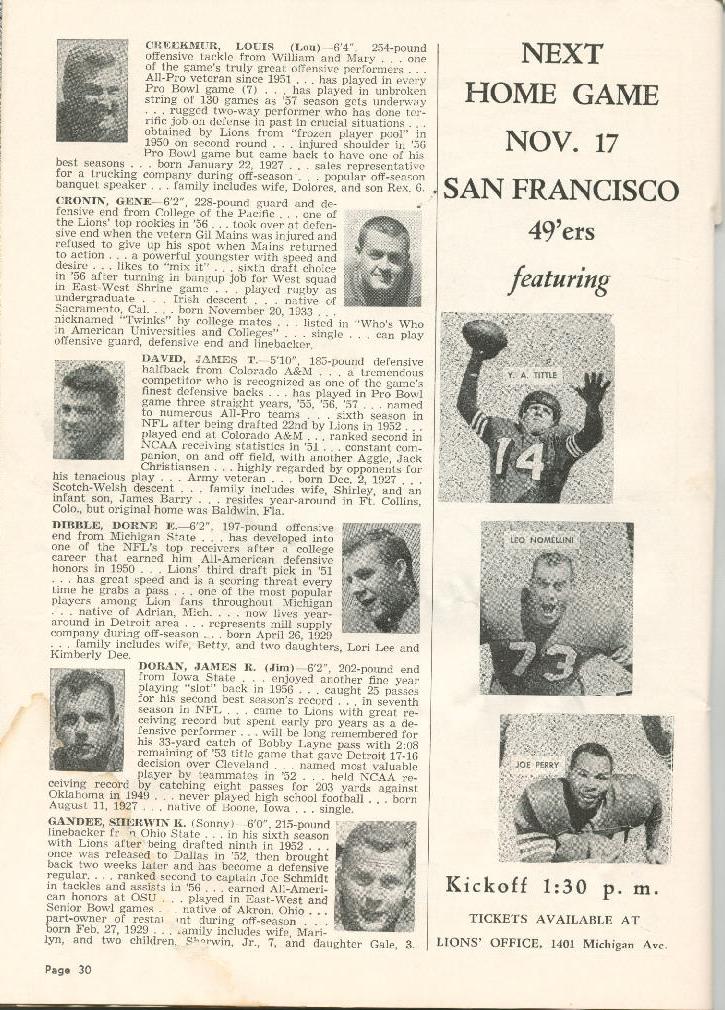 CREEKMUR, LOUIS (Lou)—6'4", 254-pound
offensive tackle from William and Mary . . . one
of the game's truly great offensive performers . . .
All-Pro veteran since 1951 . . . has played in every
Pro Bowl game (7) . . . has played in unbroken
string of 130 games as '57 season gets underway
. . . rugged two-way performer who has done ter-
rific job on defense in past in crucial situations . . .
obtained by Lions from "frozen player pool" in
1950 on second round . . . injured shoulder in '56
Pro Bowl game but came back to have one of his
best seasons . . . born January 22, 1927 . . . sales representative
for a trucking company during off-season . . . popular off-season
banquet speaker . . . family includes wife, Dolores, and son Rex, 6.
CRONIN, GENE—6'2", 228-pound guard and de-
fensive end from College of the Pacific . . . one of
the Lions' top rookies in '56 . . . took over at defen-
sive end when the vetern Gil Mains was injured and
refused to give up his spot when Mains returned
to action . . . a powerful youngster with speed and
desire . . . likes to "mix it" . . . sixth draft choice
in '56 after turning in bangup job for West squad
in East-West Shrine game . . . played rugby as
undergraduate . . . Irish descent . . . native of
Sacramento, Cal. . . . born November 20, 1933 . . .
nicknamed "Twinks" by college mates . . . listed in "Who's Who
in American Universities and Colleges" . . . single . . . can play
offensive guard, defensive end and linebacker.
DAVID, JAMES T.—5'10", 185-pound defensive
halfback from Colorado A&M . . . a tremendous
competitor who is recognized as one of the game's
finest defensive backs . . . has played in Pro Bowl
game three straight years, '55, '56, '57 . . . named
to numerous All-Pro teams . . . sixth season in
NFL after being drafted 22nd by Lions in 1952 . . .
played end at Colorado A&M . . . ranked second in
NCAA receiving statistics in '51 . . . constant com-
panion, on and off field, with another Aggie, Jack
Christiansen . . . highly regarded by opponents for
his tenacious play . . . Army veteran . . . born Dec. 2, 1927 . . .
Scotch-Welsh descent . . . family includes wife, Shirley, and an
infant son, James Barry . . . resides year-around in Ft. Collins,
Colo., but original home was Baldwin, Fla.
DIBBLE, DORNE E.—6'2", 197-pound offensive
end from Michigan State . . . has developed into
one of the NFL's top receivers after a college
career that earned him All-American defensive
honors in 1950 . . . Lions' third draft pick in '51
. . . has great speed and is a scoring threat every
time he grabs a pass . . . one of the most popular
players among Lion fans throughout Michigan
. . . native of Adrian, Mich. . . . now lives year-
around in Detroit area . . . represents mill supply
company during off-season . . . born April 26, 1929
. . . family includes wife, Betty, and two daughters, Lori Lee and
Kimberly Dee.
DORAN, JAMES R. (Jim)—6'2", 202-pound end
from Iowa State . . . enjoyed another fine year
playing "slot" back in 1956 . . . caught 25 passes
for his second best season's record . . . in seventh
season in NFL . . . came to Lions with great re-
ceiving record but spent early pro years as a de-
fensive performer . . . will be long remembered for
his 33-yard catch of Bobby Layne pass with 2:08
remaining of '53 title game that gave Detroit 17-16
decision over Cleveland . . . named most valuable
player by teammates in '52 . . . held NCAA re-
ceiving record by catching eight passes for 203 yards against
Oklahoma in 1949 . . . never played high school football . . . born
August 11, 1927 . . . native of Boone, Iowa . . . single.
GANDEE, SHERWIN K. (Sonny)—6'0", 215-pound
linebacker from Ohio State . . . in his sixth season
with Lions after being drafted ninth in 1952 . . .
once was released to Dallas in '52, then brought
back two weeks later and has become a defensive
regular. . . . ranked second to captain Joe Schmidt
in tackles and assists in '56 . . . earned All-Ameri-
can honors at OSU . . . played in East-West and
Senior Bowl games . . . native of Akron, Ohio . . .
part-owner of restaurant during off-season . . .
born Feb. 27, 1929 . . . family includes wife, Mari-
lyn, and two children, Sherwin, Jr., 7, and daughter Gale, 3.
Page 30
NEXT
HOME GAME
NOV. 17
SAN FRANCISCO
49'ers
featuring
Y. A. TITTLE
14
LEO NOMELLINI
73
JOE PERRY
Kickoff 1:30 p. m.
TICKETS AVAILABLE AT
LIONS' OFFICE, 1401 Michigan Ave.